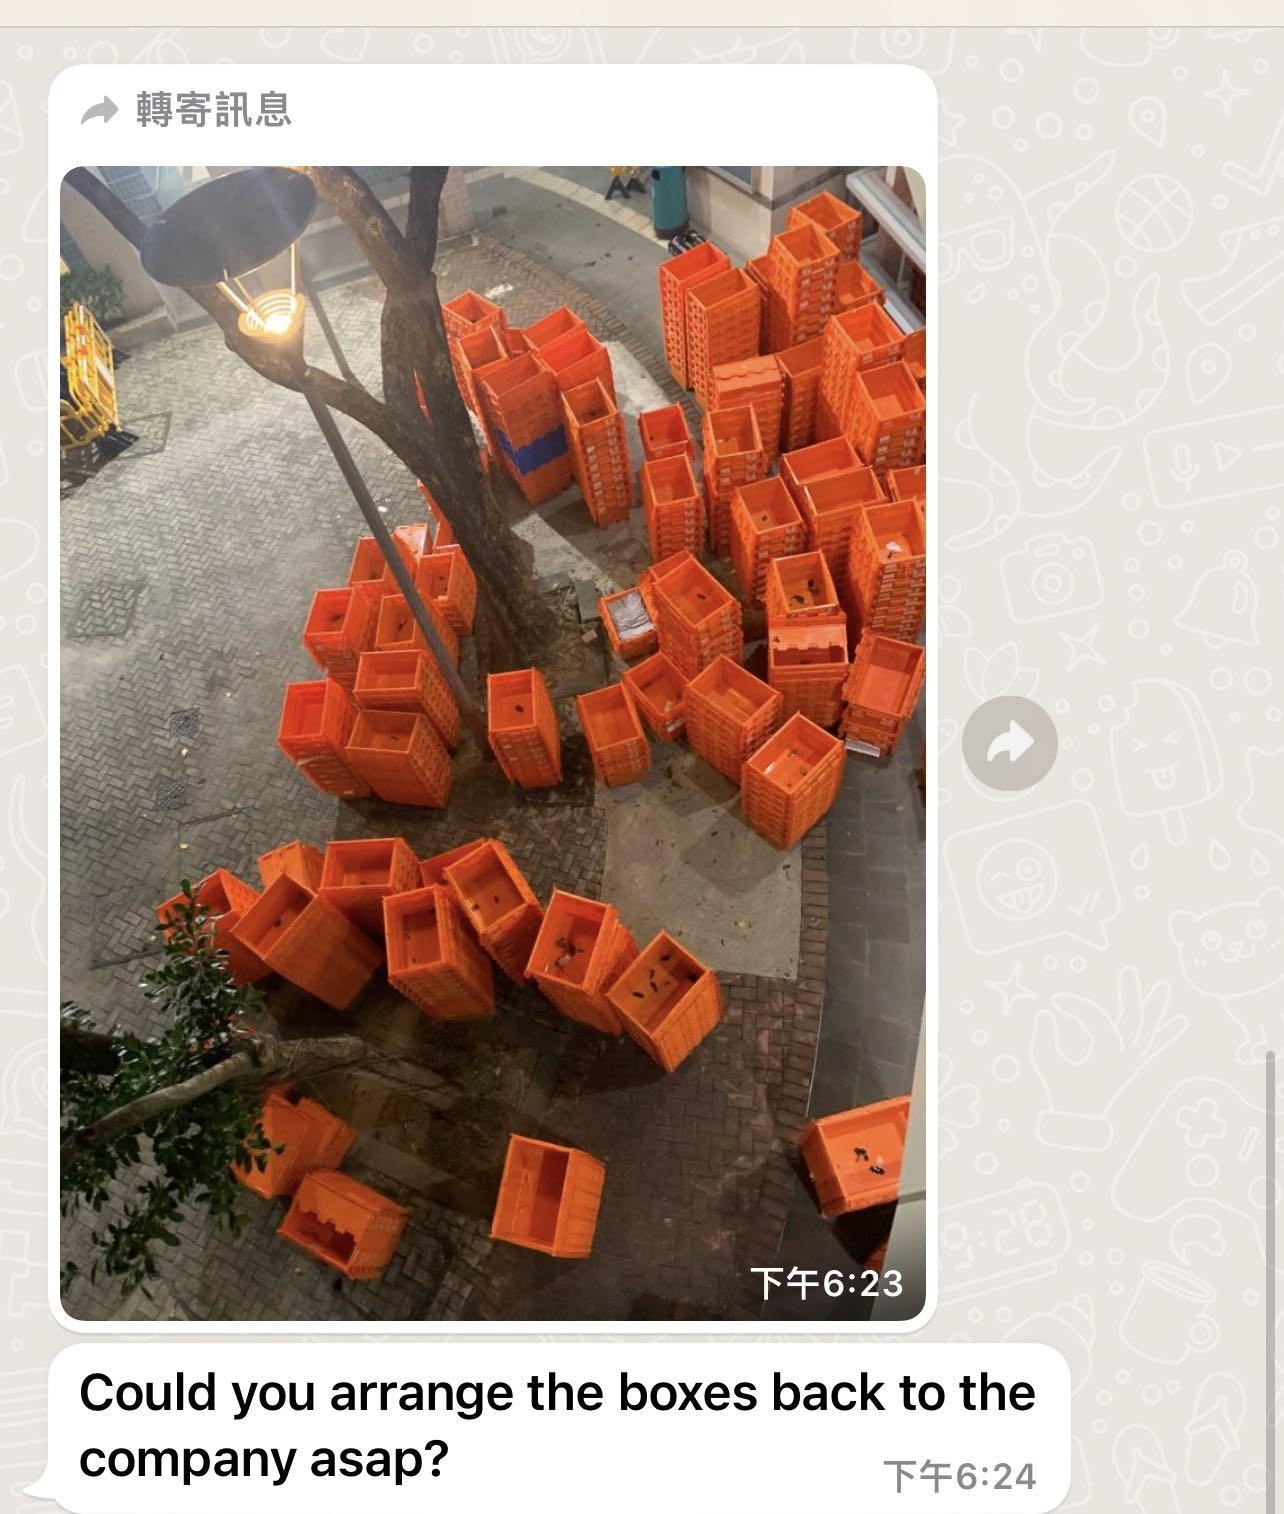 轉寄訊息
下午6:23
Could you arrange the boxes back to the
company asap?
下午6:24